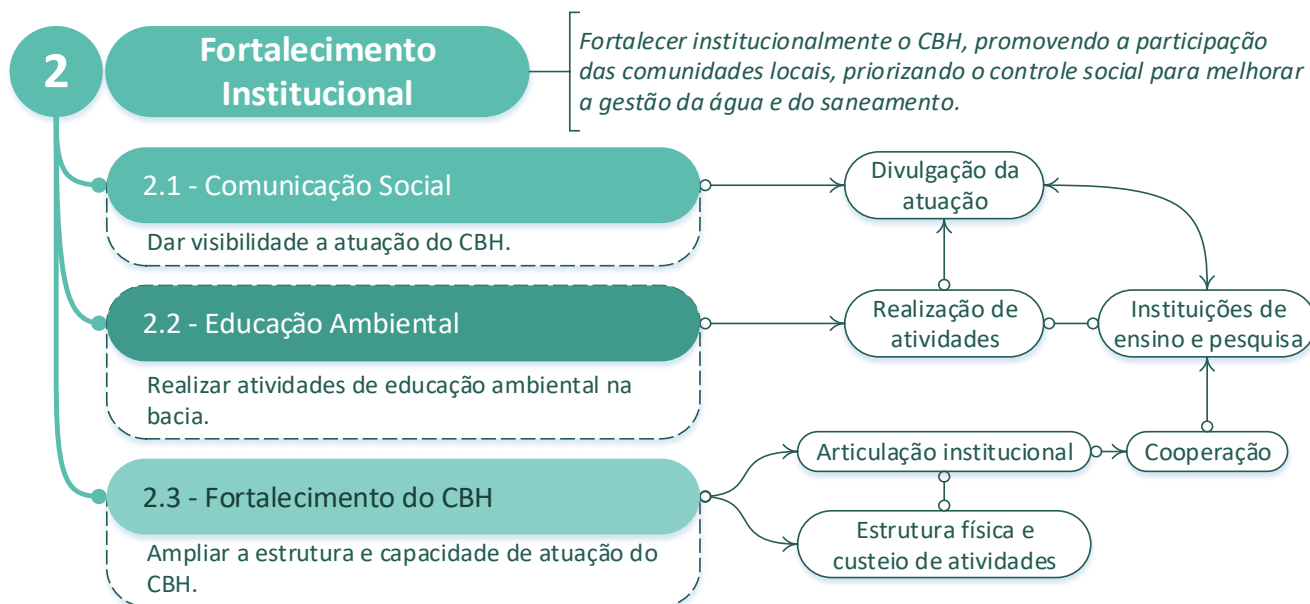 2
Fortalecimento
Institucional
Fortalecer institucionalmente o CBH, promovendo a participação
das comunidades locais, priorizando o controle social para melhorar
a gestão da água e do saneamento.
2.1 - Comunicação Social
Dar visibilidade a atuação do CBH.
Divulgação da
atuação
2.2 - Educação Ambiental
Realizar atividades de educação ambiental na
bacia.
Realização de
atividades
Instituições de
ensino e pesquisa
2.3 - Fortalecimento do CBH
Ampliar a estrutura e capacidade de atuação do
CBH.
Articulação institucional
Cooperação
Estrutura física e
custeio de atividades